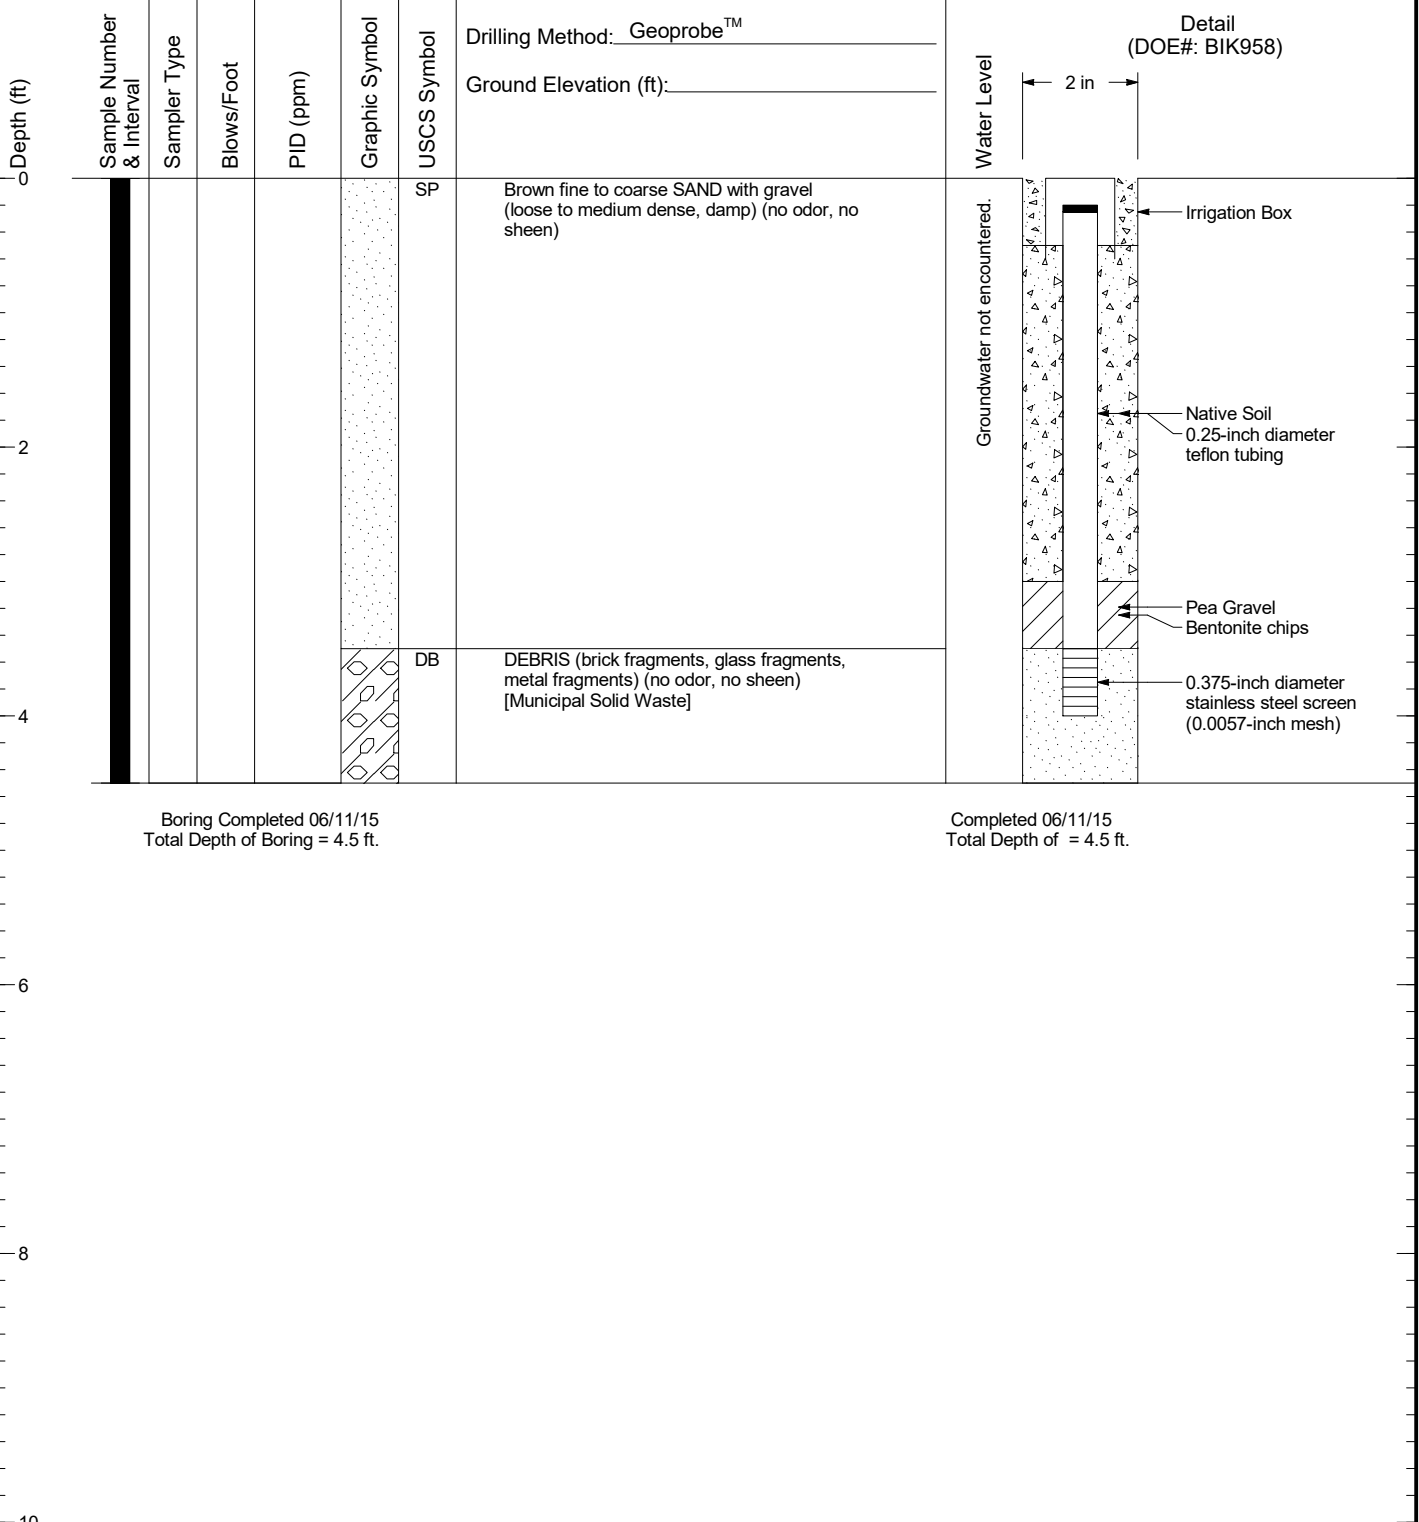 Depth (ft)
Sample Number
& Interval
Sampler Type
Blows/Foot
PID (ppm)
Graphic Symbol
USCS Symbol
Drilling Method: Geoprobe™
Ground Elevation (ft):
Water Level
Detail
(DOE#: BIK958)
2 in
0
SP
Brown fine to coarse SAND with gravel
(loose to medium dense, damp) (no odor, no
sheen)
Groundwater not encountered.
Irrigation Box
Native Soil
0.25-inch diameter
teflon tubing
2
Pea Gravel
Bentonite chips
DB
DEBRIS (brick fragments, glass fragments,
metal fragments) (no odor, no sheen)
[Municipal Solid Waste]
0.375-inch diameter
stainless steel screen
(0.0057-inch mesh)
4
Boring Completed 06/11/15
Total Depth of Boring = 4.5 ft.
Completed 06/11/15
Total Depth of = 4.5 ft.
6
8
10